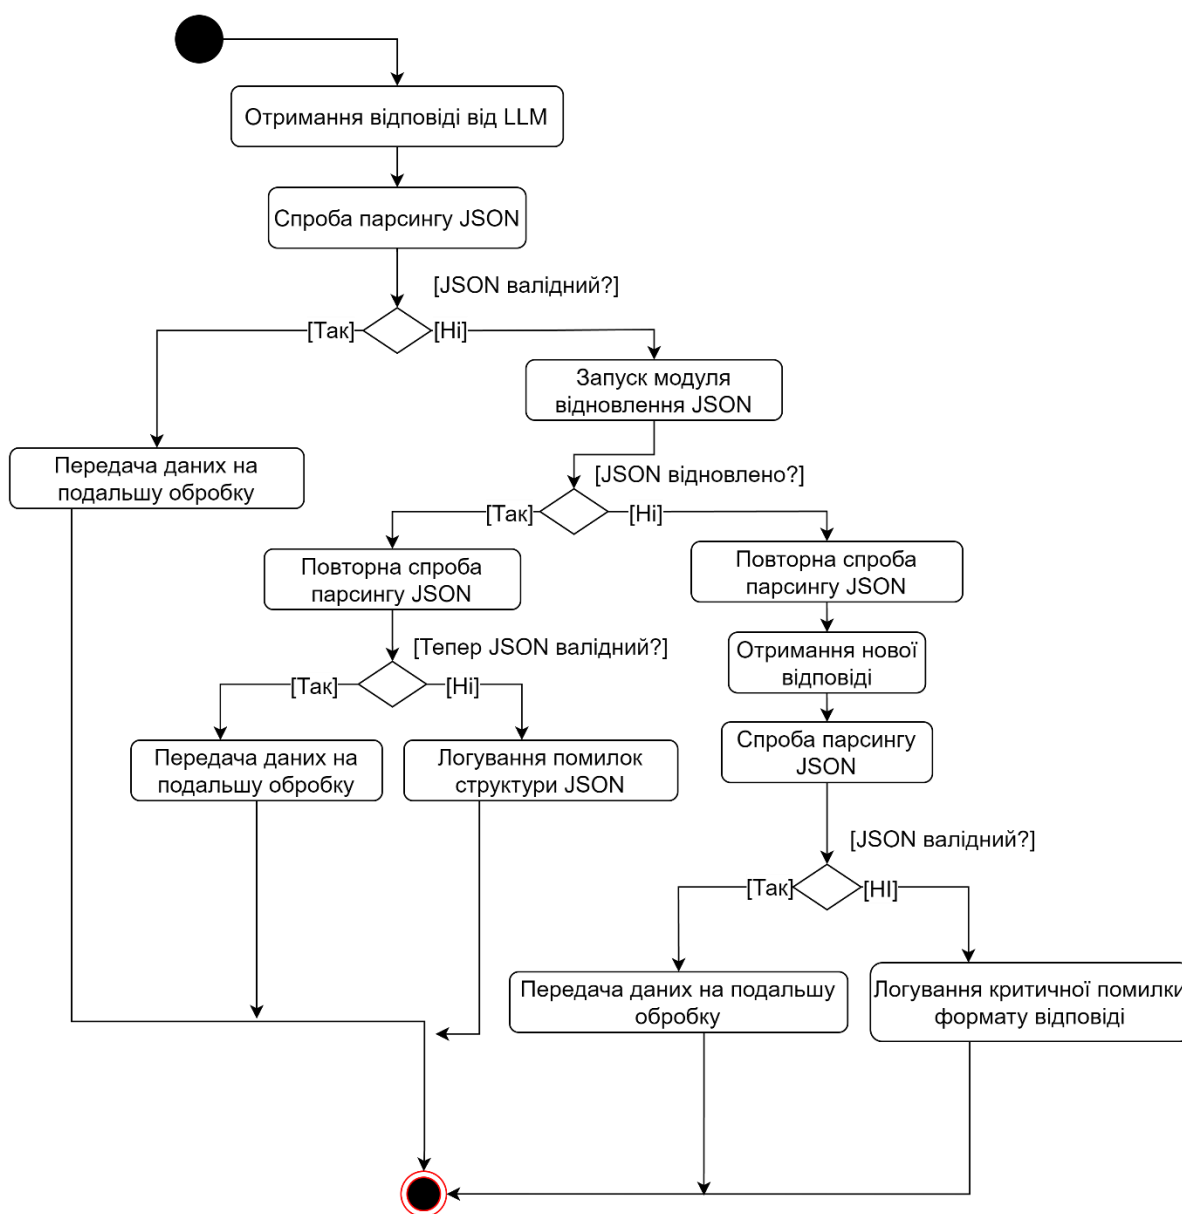 Отримання відповіді від LLM
Спроба парсингу JSON
[JSON валідний?]
[Так]
[Ні]
Запуск модуля
відновлення JSON
Передача даних на
подальшу обробку
[JSON відновлено?]
[Так]
[Ні]
Повторна спроба
парсингу JSON
Повторна спроба
парсингу JSON
[Тепер JSON валідний?]
Отримання нової
відповіді
[Так]
[Ні]
Передача даних на
подальшу обробку
Логування помилок
структури JSON
Спроба парсингу
JSON
[JSON валідний?]
[Так]
[НІ]
Передача даних на подальшу
обробку
Логування критичної помилки
формату відповіді